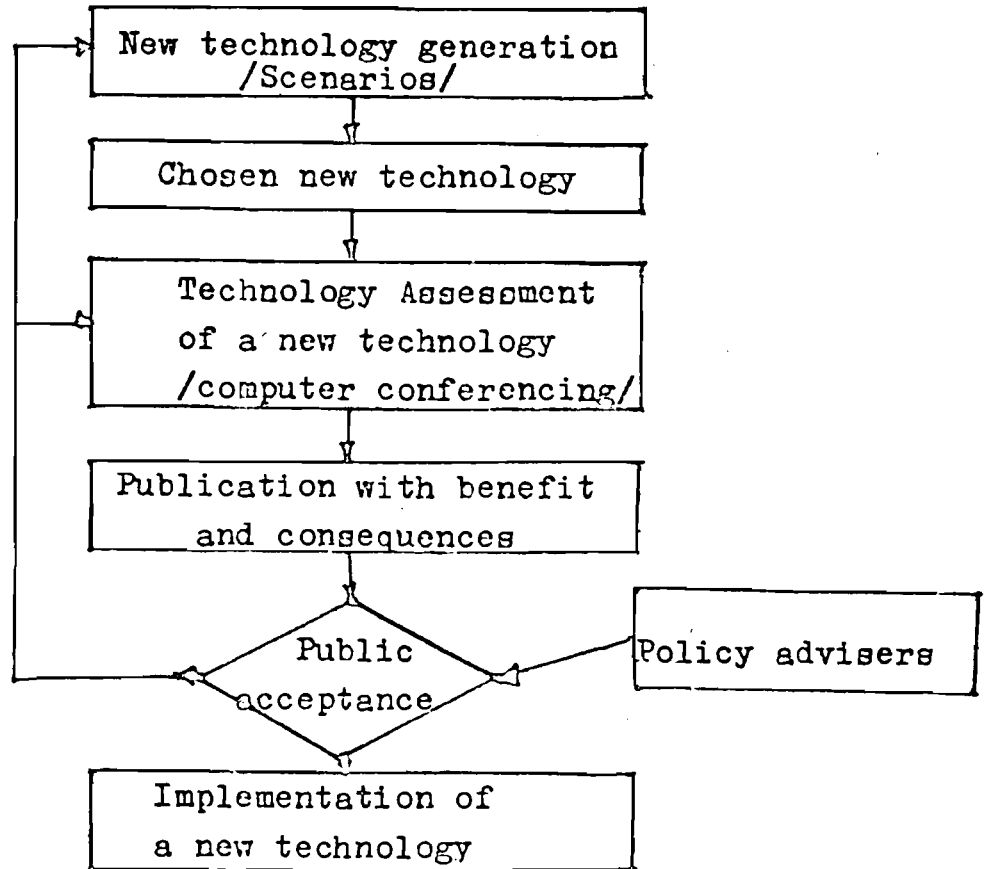 New technology generation
/Scenarios/
Chosen new technology
Technology Assessment
of a new technology
/computer conferencing/
Publication with benefit
and consequences
Public
acceptance
Policy advisers
Implementation of
a new technology